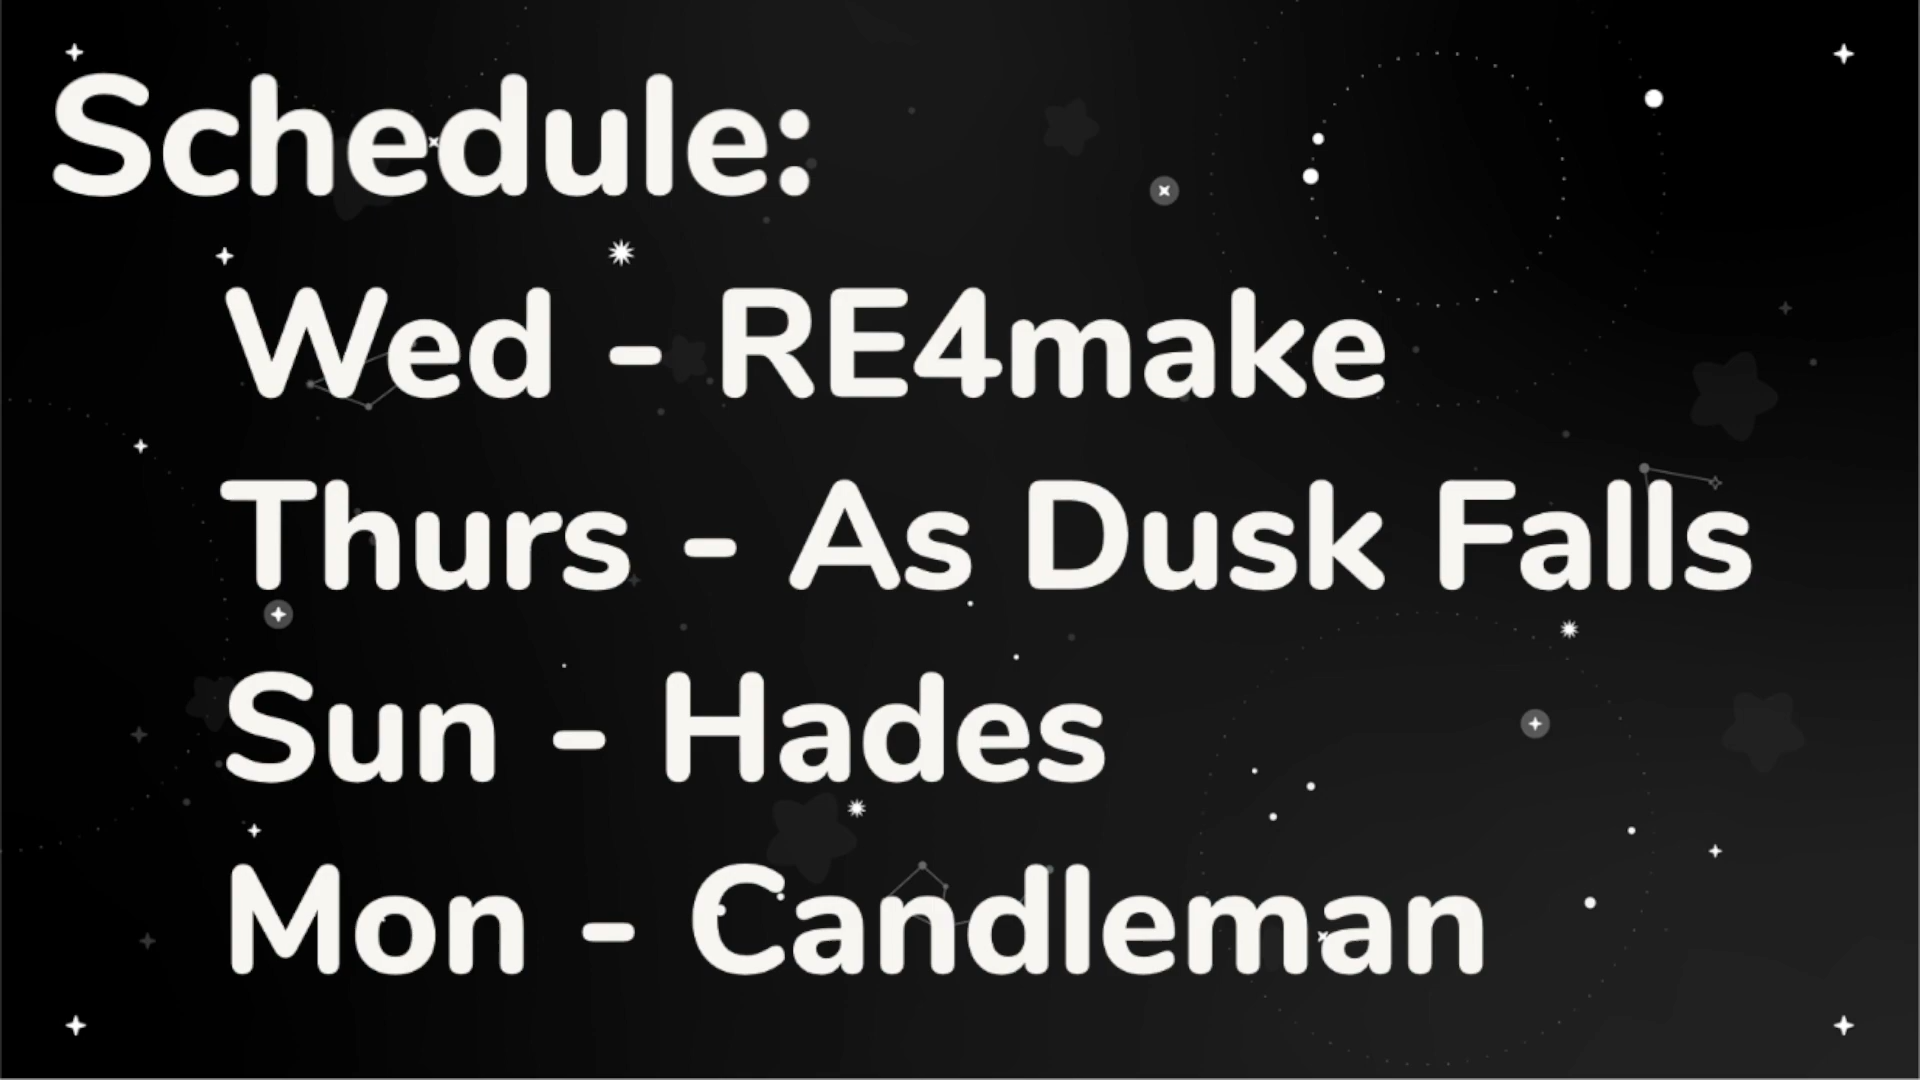 Schedule:
Wed - RE4make
Thurs - As Dusk Falls
Sun - Hades
Mon - Candleman